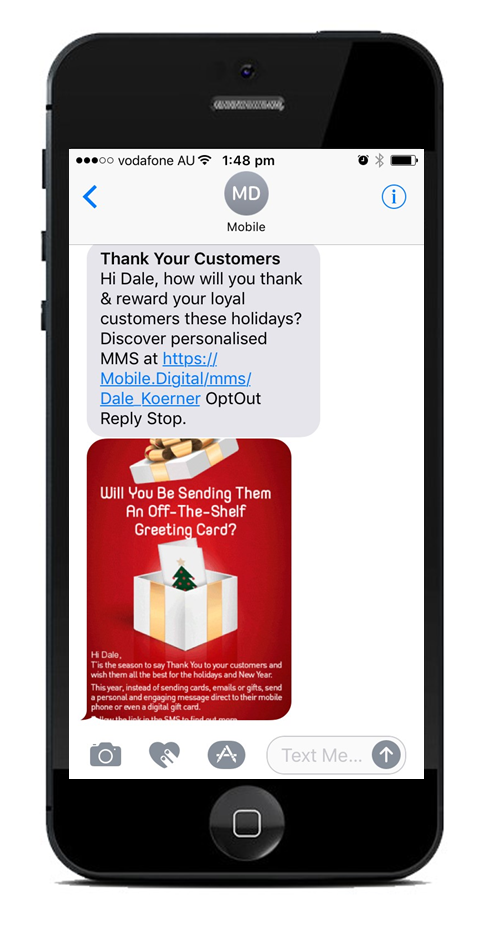 vodafone AU 1:48 pm
MD
Mobile
Thank Your Customers
Hi Dale, how will you thank
& reward your loyal
customers these holidays?
Discover personalised
MMS at https://
Mobile.Digital/mms/
Dale_Koerner OptOut
Reply Stop.
Will You Be Sending Them
An Off-The-Shelf
Greeting Card?
Hi Dale,
T'is the season to say Thank You to your customers and
wish them all the best for the holidays and New Year.
This year, instead of sending cards, emails or gifts, send
a personal and engaging message direct to their mobile
phone or even a digital gift card.
Follow the link in the SMS to find out more
Text Me...